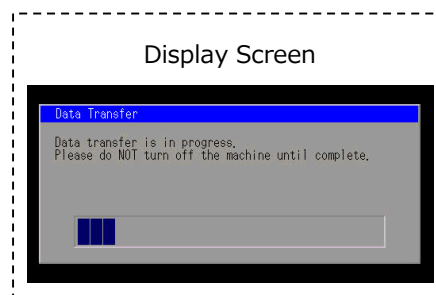 Display Screen
Data Transfer
Data transfer is in progress.
Please do NOT turn off the machine until complete.